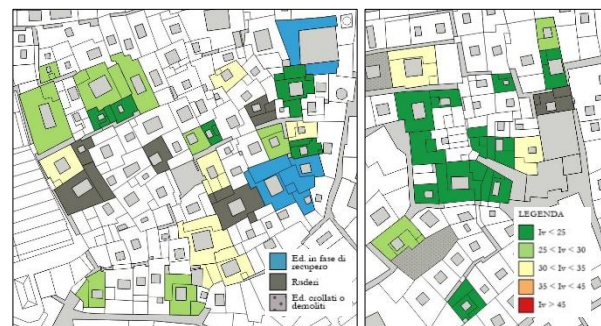 Ed. in fase di
recupero
Ruderi
Ed. crollati o
demoliti
LEGENDA
Iv < 25
25 < Iv < 30
30 < Iv < 35
35 < Iv < 45
Iv > 45